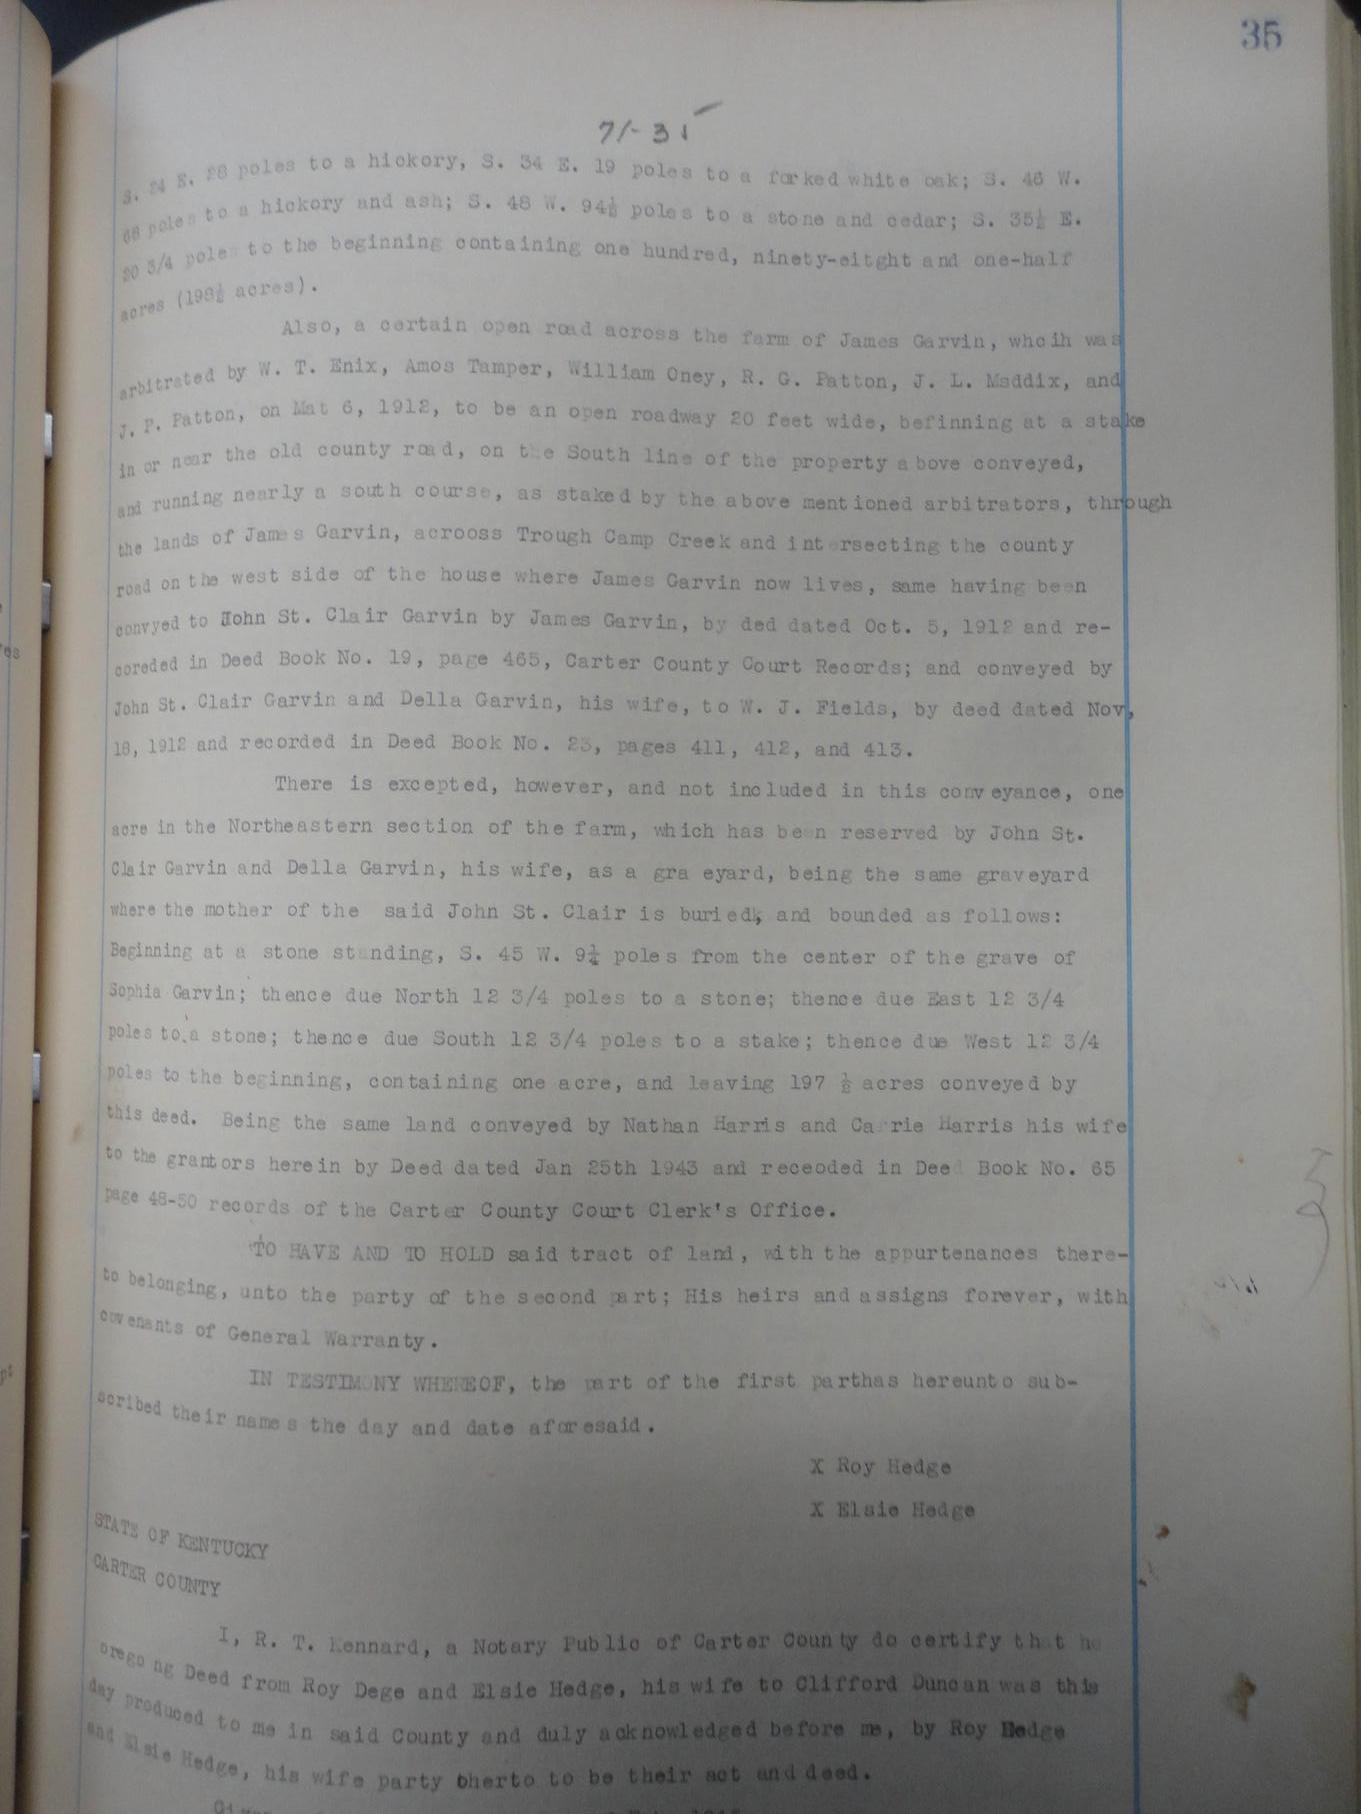 35
71-35
S. 24 E. 28 poles to a hickory, S. 34 E. 19 poles to a forked white oak; S. 46 W.
68 poles to a hickory and ash; S. 48 W. 94½ poles to a stone and cedar; S. 35½ E.
20 3/4 poles to the beginning containing one hundred, ninety-eitght and one-half
acres (198½ acres).
Also, a certain open road across the farm of James Garvin, whcih was
arbitrated by W. T. Enix, Amos Tamper, William Oney, R. G. Patton, J. L. Maddix, and
J. P. Patton, on Mat 6, 1912, to be an open roadway 20 feet wide, befinning at a stake
in or near the old county road, on the South line of the property above conveyed,
and running nearly a south course, as staked by the above mentioned arbitrators, through
the lands of James Garvin, acrooss Trough Camp Creek and intersecting the county
road on the west side of the house where James Garvin now lives, same having been
convyed to John St. Clair Garvin by James Garvin, by ded dated Oct. 5, 1912 and re-
coreded in Deed Book No. 19, page 465, Carter County Court Records; and conveyed by
John St. Clair Garvin and Della Garvin, his wife, to W. J. Fields, by deed dated Nov,
18, 1912 and recorded in Deed Book No. 23, pages 411, 412, and 413.
There is excepted, however, and not included in this conveyance, one
acre in the Northeastern section of the farm, which has been reserved by John St.
Clair Garvin and Della Garvin, his wife, as a gra eyard, being the same graveyard
where the mother of the said John St. Clair is buried, and bounded as follows:
Beginning at a stone standing, S. 45 W. 9¼ poles from the center of the grave of
Sophia Garvin; thence due North 12 3/4 poles to a stone; thence due East 12 3/4
poles to a stone; thence due South 12 3/4 poles to a stake; thence due West 12 3/4
poles to the beginning, containing one acre, and leaving 197 ½ acres conveyed by
this deed. Being the same land conveyed by Nathan Harris and Carrie Harris his wife
to the grantors herein by Deed dated Jan 25th 1943 and receoded in Deed Book No. 65
page 48-50 records of the Carter County Court Clerk's Office.
TO HAVE AND TO HOLD said tract of land, with the appurtenances there-
to belonging, unto the party of the second part; His heirs and assigns forever, with
covenants of General Warranty.
IN TESTIMONY WHEREOF, the part of the first parthas hereunto sub-
scribed their names the day and date aforesaid.
X Roy Hedge
X Elsie Hedge
STATE OF KENTUCKY
CARTER COUNTY
I, R. T. Kennard, a Notary Public of Carter County do certify that he
orego ng Deed from Roy Dege and Elsie Hedge, his wife to Clifford Duncan was this
day produced to me in said County and duly acknowledged before me, by Roy Hedge
and Elsie Hedge, his wife party therto to be their act and deed.